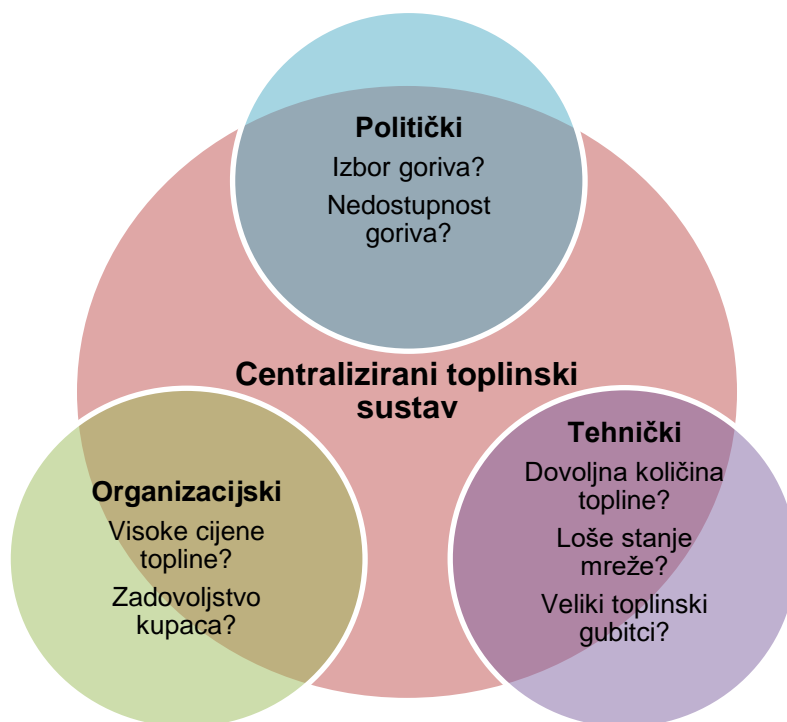 Politički
Izbor goriva?
Nedostupnost
goriva?
Centralizirani toplinski
sustav
Organizacijski
Visoke cijene
topline?
Zadovoljstvo
kupaca?
Tehnički
Dovoljna količina
topline?
Loše stanje
mreže?
Veliki toplinski
gubitci?